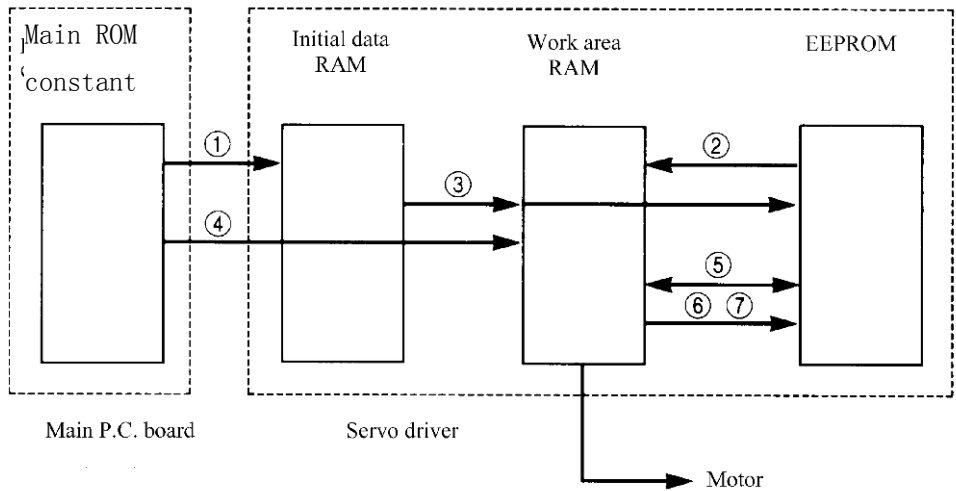 Main ROM
constant
Initial data
RAM
Work area
RAM
EEPROM
①
②
③
④
⑤
⑥ ⑦
Main P.C. board
Servo driver
Motor